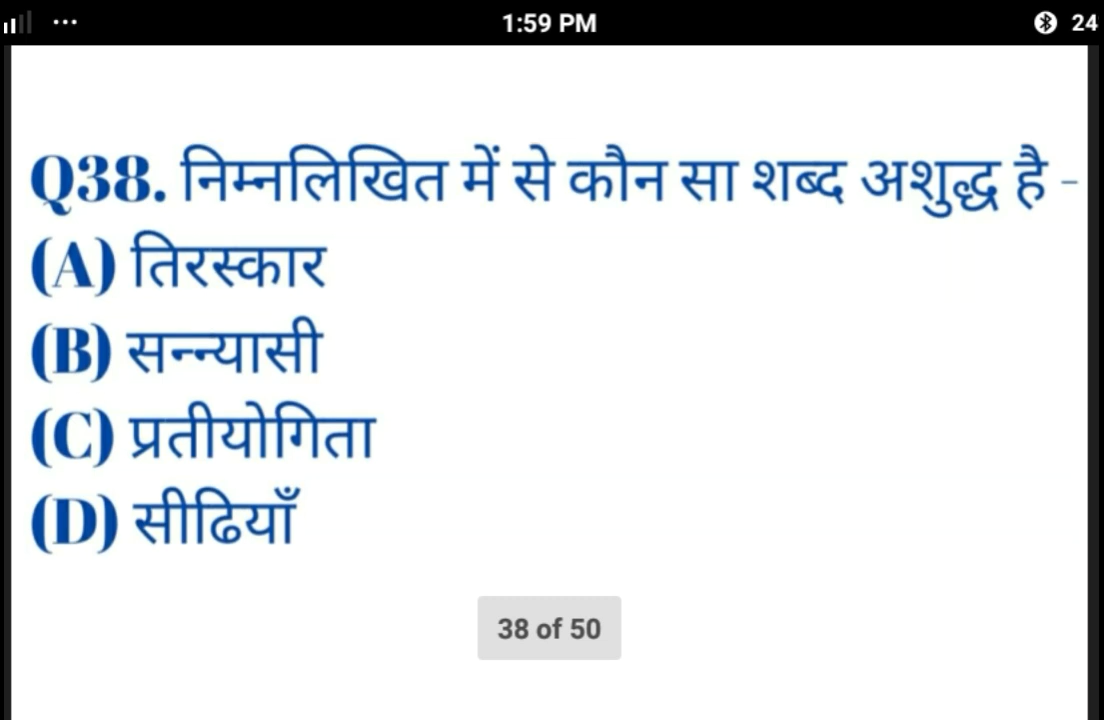 1:59 PM
24
Q38. निम्नलिखित में से कौन सा शब्द अशुद्ध है -
(A) तिरस्कार
(B) सन्न्यासी
(C) प्रतीयोगिता
(D) सीढियाँ
38 of 50